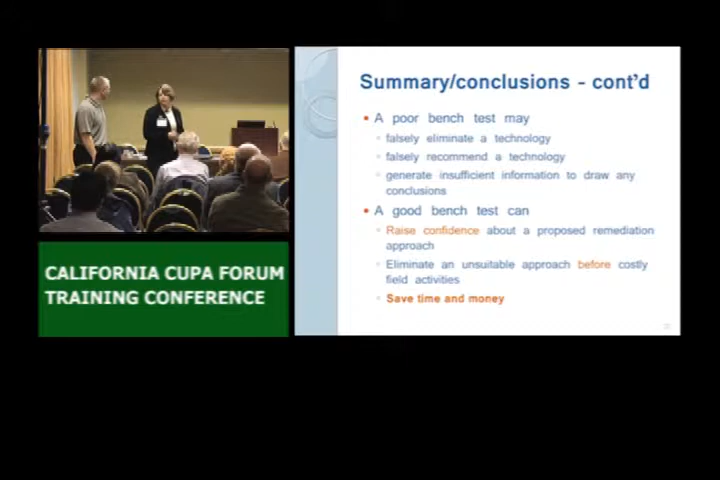 Summary/conclusions - cont'd
A poor bench test may
falsely eliminate a technology
falsely recommend a technology
generate insufficient information to draw any
conclusions
A good bench test can
Raise confidence about a proposed remediation
approach
Eliminate an unsuitable approach before costly
field activities
Save time and money
CALIFORNIA CUPA FORUM
TRAINING CONFERENCE